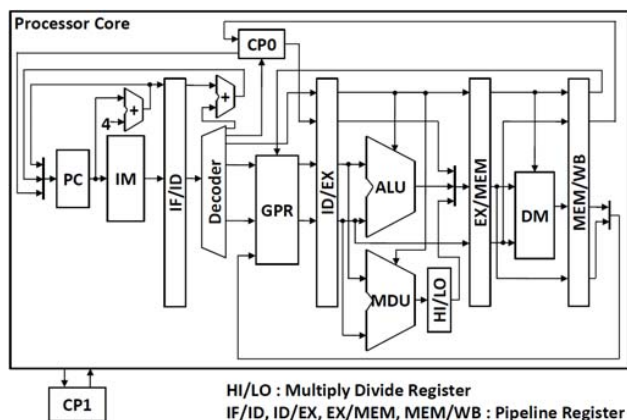 Processor Core
CP0
+
+
4
PC
IM
IF/ID
Decoder
GPR
ID/EX
ALU
MDU
HI/LO
EX/MEM
DM
MEM/WB
CP1
HI/LO : Multiply Divide Register
IF/ID, ID/EX, EX/MEM, MEM/WB : Pipeline Register